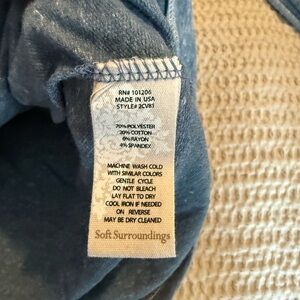 RN# 101206
MADE IN USA
STYLE# 2CV81
70% POLYESTER
20% COTTON
6% RAYON
4% SPANDEX
MACHINE WASH COLD
WITH SIMILAR COLORS
GENTLE CYCLE
DO NOT BLEACH
LAY FLAT TO DRY
COOL IRON IF NEEDED
ON REVERSE
MAY BE DRY CLEANED
Soft Surroundings